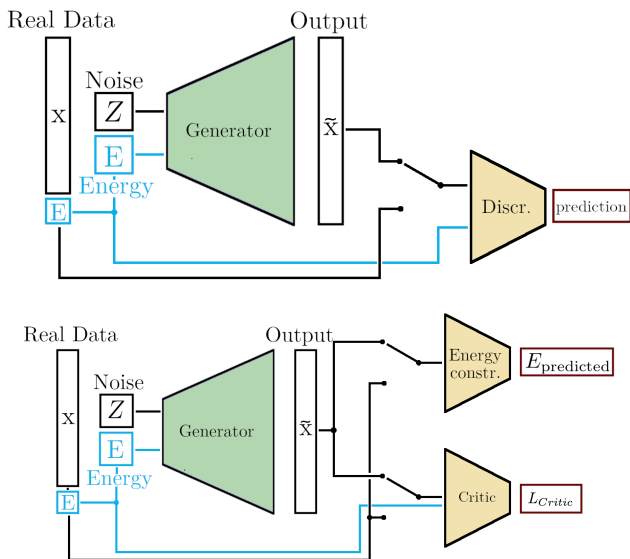 Real Data
Output
Noise
x
Z
Generator
x̃
E
Energy
E
Discr.
prediction
Real Data
Output
Noise
x
Z
Generator
x̃
E
Energy
E
Energy
constr.
E_predicted
Critic
L_Critic